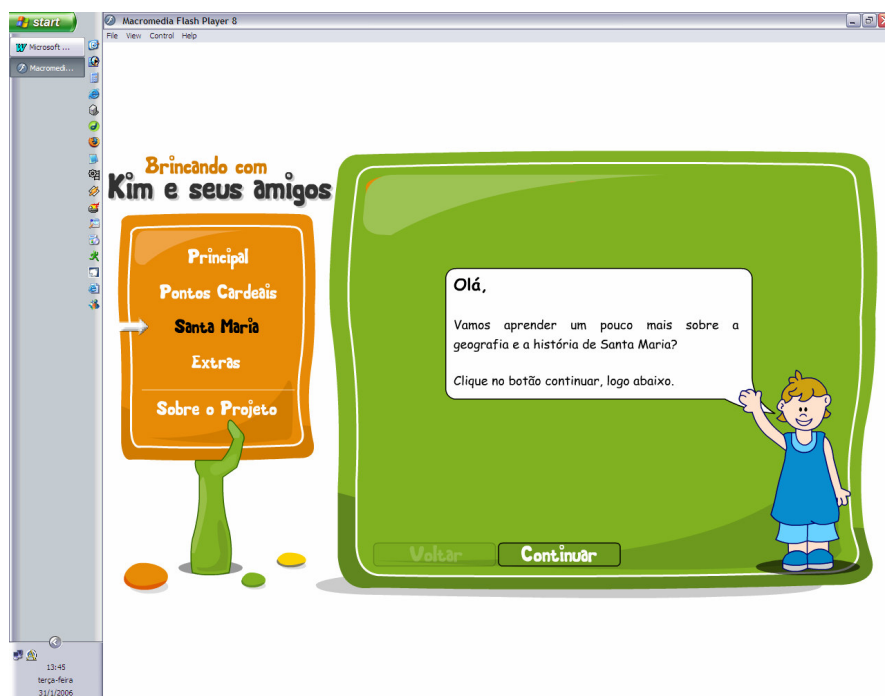 start
Macromedia Flash Player 8
File View Control Help
Microsoft ...
Macromedi...
Brincando com
Kim e seus amigos
Principal
Pontos Cardeais
Santa Maria
Extras
Sobre o Projeto
Olá,
Vamos aprender um pouco mais sobre a
geografia e a história de Santa Maria?
Clique no botão continuar, logo abaixo.
Voltar
Continuar
13:45
terça-feira
31/1/2006